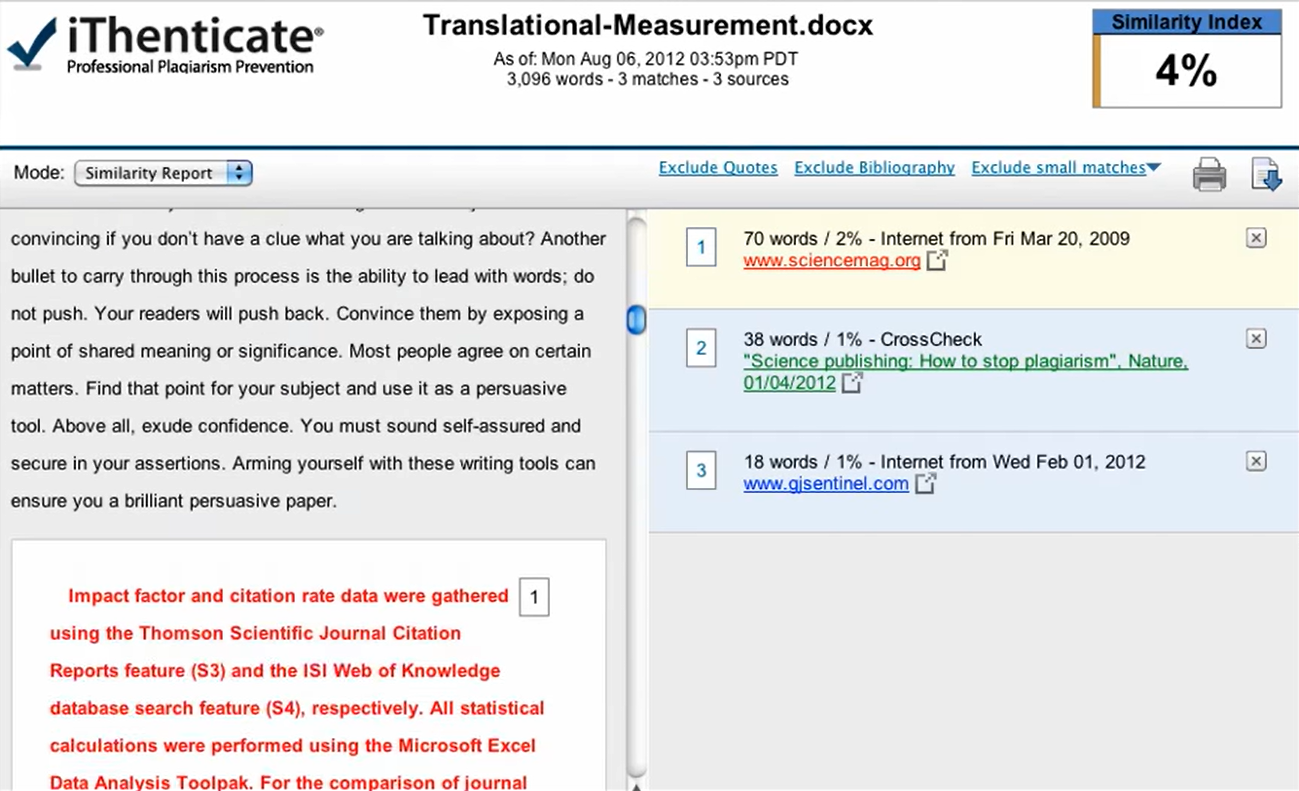 iThenticate®
Professional Plagiarism Prevention
Translational-Measurement.docx
As of: Mon Aug 06, 2012 03:53pm PDT
3,096 words - 3 matches - 3 sources
Similarity Index
4%
Mode: Similarity Report
Exclude Quotes Exclude Bibliography Exclude small matches
convincing if you don't have a clue what you are talking about? Another
bullet to carry through this process is the ability to lead with words; do
not push. Your readers will push back. Convince them by exposing a
point of shared meaning or significance. Most people agree on certain
matters. Find that point for your subject and use it as a persuasive
tool. Above all, exude confidence. You must sound self-assured and
secure in your assertions. Arming yourself with these writing tools can
ensure you a brilliant persuasive paper.
Impact factor and citation rate data were gathered 1
using the Thomson Scientific Journal Citation
Reports feature (S3) and the ISI Web of Knowledge
database search feature (S4), respectively. All statistical
calculations were performed using the Microsoft Excel
Data Analysis Toolpak. For the comparison of journal
1 70 words / 2% - Internet from Fri Mar 20, 2009
www.sciencemag.org
2 38 words / 1% - CrossCheck
"Science publishing: How to stop plagiarism", Nature,
01/04/2012
3 18 words / 1% - Internet from Wed Feb 01, 2012
www.gjsentinel.com